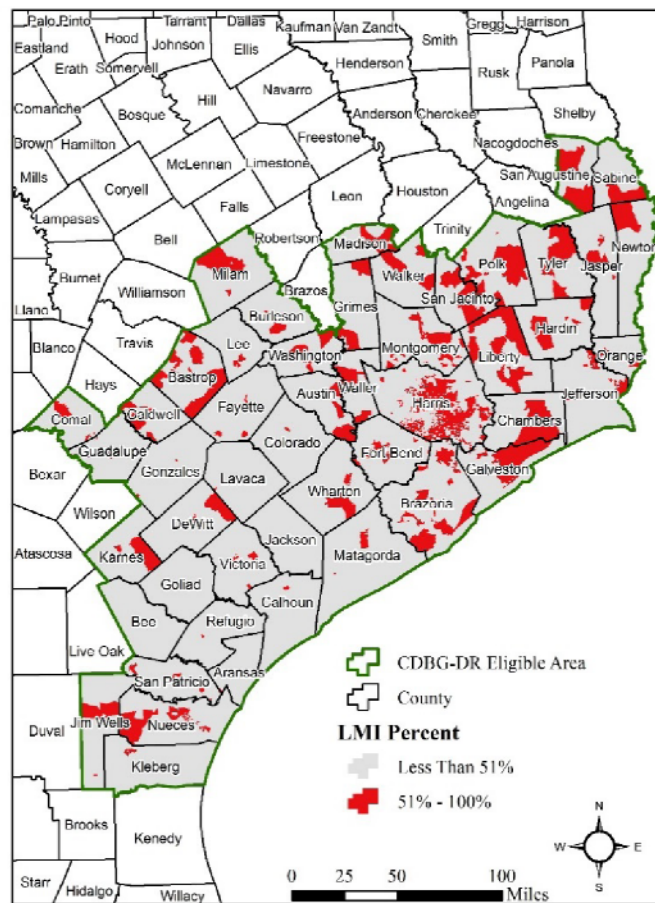 Palo Pinto
Tarrant
Dallas
Kaufman
Van Zandt
Gregg
Harrison
Eastland
Hood
Johnson
Ellis
Smith
Erath
Somervell
Henderson
Rusk
Panola
Comanche
Bosque
Hill
Navarro
Anderson
Cherokee
Shelby
Brown
Hamilton
Freestone
Nacogdoches
Mills
McLennan
Limestone
San Augustine
Sabine
Coryell
Leon
Houston
Angelina
Lampasas
Falls
Trinity
Bell
Robertson
Madison
Newton
Burnet
Milam
Walker
Polk
Tyler
Jasper
Llano
Williamson
Brazos
Grimes
San Jacinto
Burleson
Blanco
Travis
Lee
Washington
Montgomery
Liberty
Hardin
Orange
Hays
Bastrop
Austin
Waller
Harris
Jefferson
Comal
Caldwell
Fayette
Chambers
Guadalupe
Colorado
Fort Bend
Galveston
Bexar
Gonzales
Lavaca
Wharton
Brazoria
Wilson
DeWitt
Jackson
Matagorda
Atascosa
Karnes
Victoria
Goliad
Calhoun
Bee
Refugio
Live Oak
Aransas
San Patricio
Duval
Jim Wells
Nueces
Kleberg
Brooks
Kenedy
Starr
Hidalgo
Willacy
CDBG-DR Eligible Area
County
LMI Percent
Less Than 51%
51% - 100%
N
W
E
S
0 25 50 100
Miles